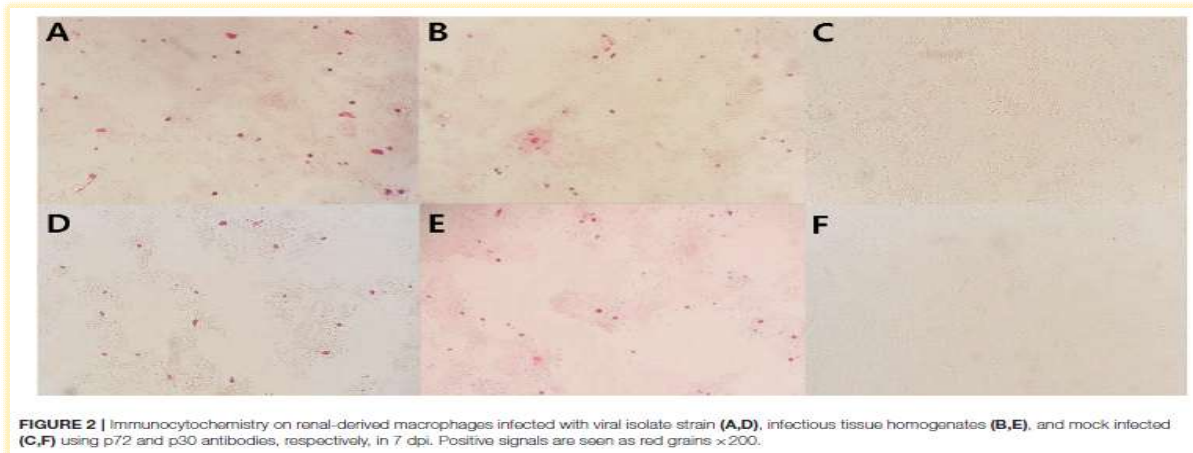 A B C
D E F
FIGURE 2 | Immunocytochemistry on renal-derived macrophages infected with viral isolate strain (A,D), infectious tissue homogenates (B,E), and mock infected
(C,F) using p72 and p30 antibodies, respectively, in 7 dpi. Positive signals are seen as red grains ×200.